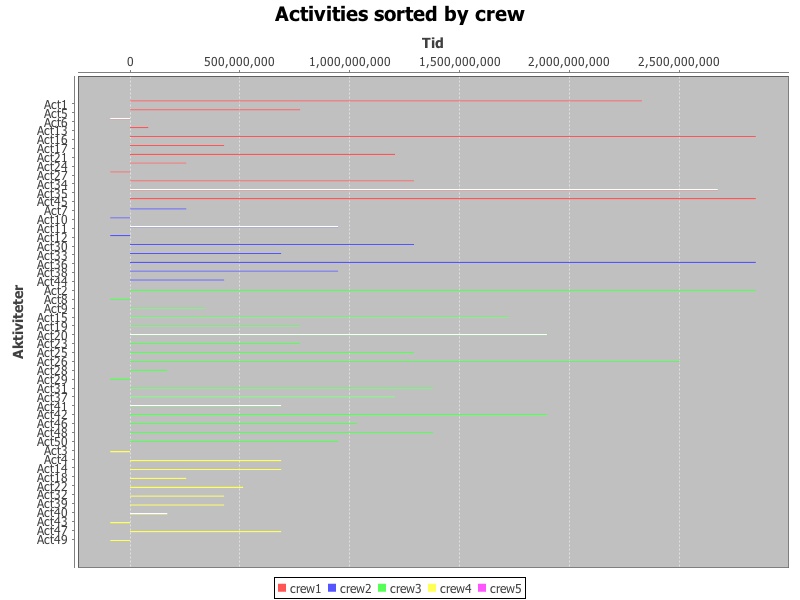 Activities sorted by crew
Tid
0 500,000,000 1,000,000,000 1,500,000,000 2,000,000,000 2,500,000,000
Aktiviteter
Act1
Act5
Act6
Act13
Act16
Act17
Act21
Act24
Act27
Act34
Act35
Act45
Act7
Act10
Act11
Act12
Act30
Act33
Act36
Act38
Act44
Act2
Act8
Act9
Act15
Act19
Act20
Act23
Act25
Act26
Act28
Act29
Act31
Act37
Act41
Act42
Act46
Act48
Act50
Act3
Act4
Act14
Act18
Act22
Act32
Act39
Act40
Act43
Act47
Act49
crew1 crew2 crew3 crew4 crew5